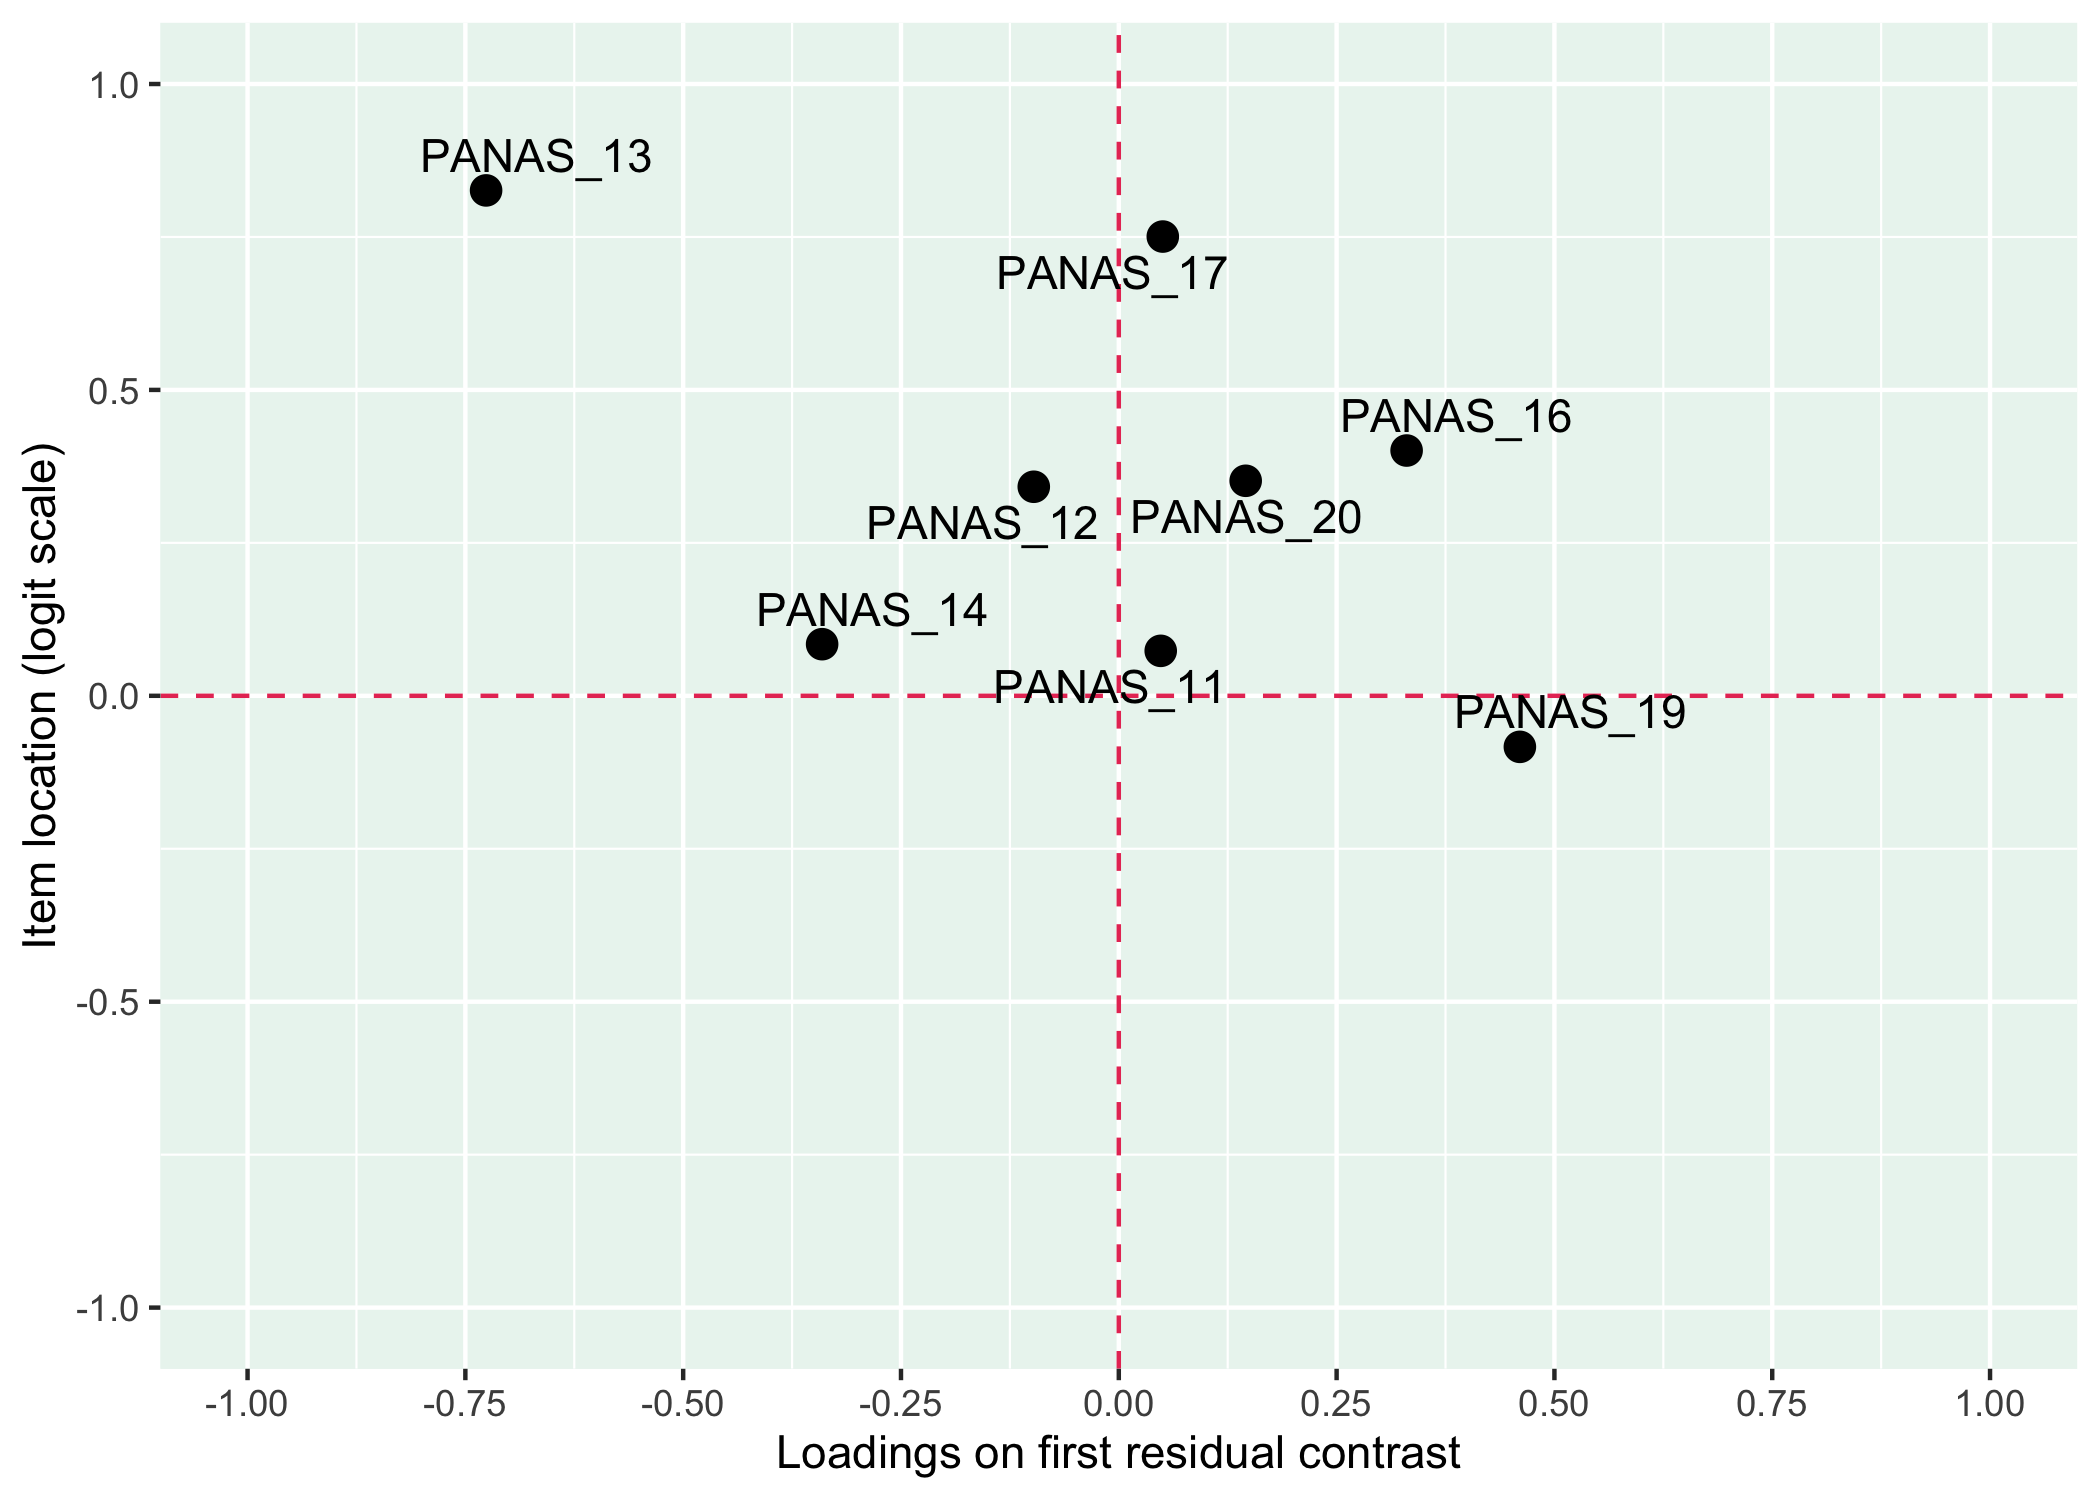 1.0
PANAS_13
PANAS_17
0.5
PANAS_16
PANAS_12
PANAS_20
PANAS_14
PANAS_11
0.0
PANAS_19
-0.5
-1.0
Item location (logit scale)
-1.00 -0.75 -0.50 -0.25 0.00 0.25 0.50 0.75 1.00
Loadings on first residual contrast